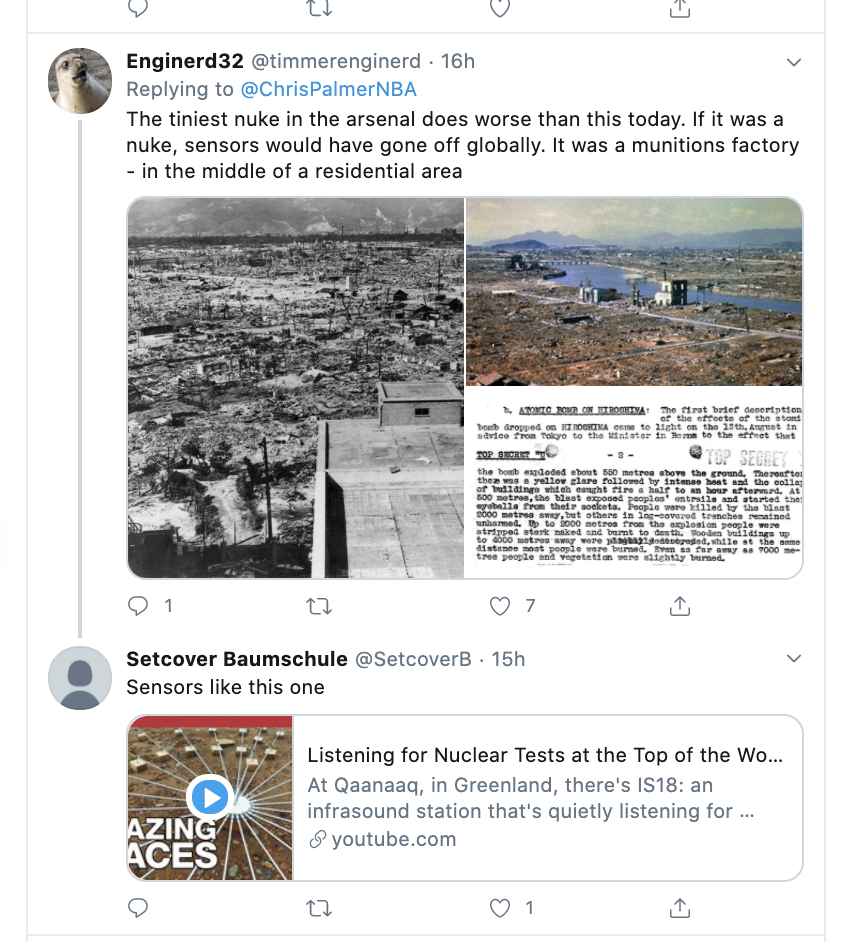 Enginerd32 @timmerenginerd · 16h
Replying to @ChrisPalmerNBA
The tiniest nuke in the arsenal does worse than this today. If it was a
nuke, sensors would have gone off globally. It was a munitions factory
- in the middle of a residential area
b. ATOMIC BOMB ON HIROSHIMA: The first brief description
of the effects of the atomi
bomb dropped on HIROSHIMA came to light on the 13th. August in
advice from Tokyo to the Minister in Berne to the effect that
TOP SECRET "U
- 2 -
TOP SECRET
the bomb exploded about 550 metres above the ground. Thereafte
there was a yellow glare followed by intense heat and the colla
of buildings which caught fire a half to an hour afterward. At
500 metres, the blast exposed peoples' entrails and started the
eyeballs from their sockets. People were killed by the blast
2000 metres away, but others in log-covered trenches remained
unharmed. Up to 2000 metres from the explosion people were
stripped stark naked and burnt to death. Wooden buildings up
to 4000 metres away were destroyed, while at the same
distance most people were burned. Even as far away as 7000 me-
tres people and vegetation were slightly burned.
1
7
Setcover Baumschule @SetcoverB · 15h
Sensors like this one
AZING
ACES
Listening for Nuclear Tests at the Top of the Wo...
At Qaanaaq, in Greenland, there's IS18: an
infrasound station that's quietly listening for ...
youtube.com
1